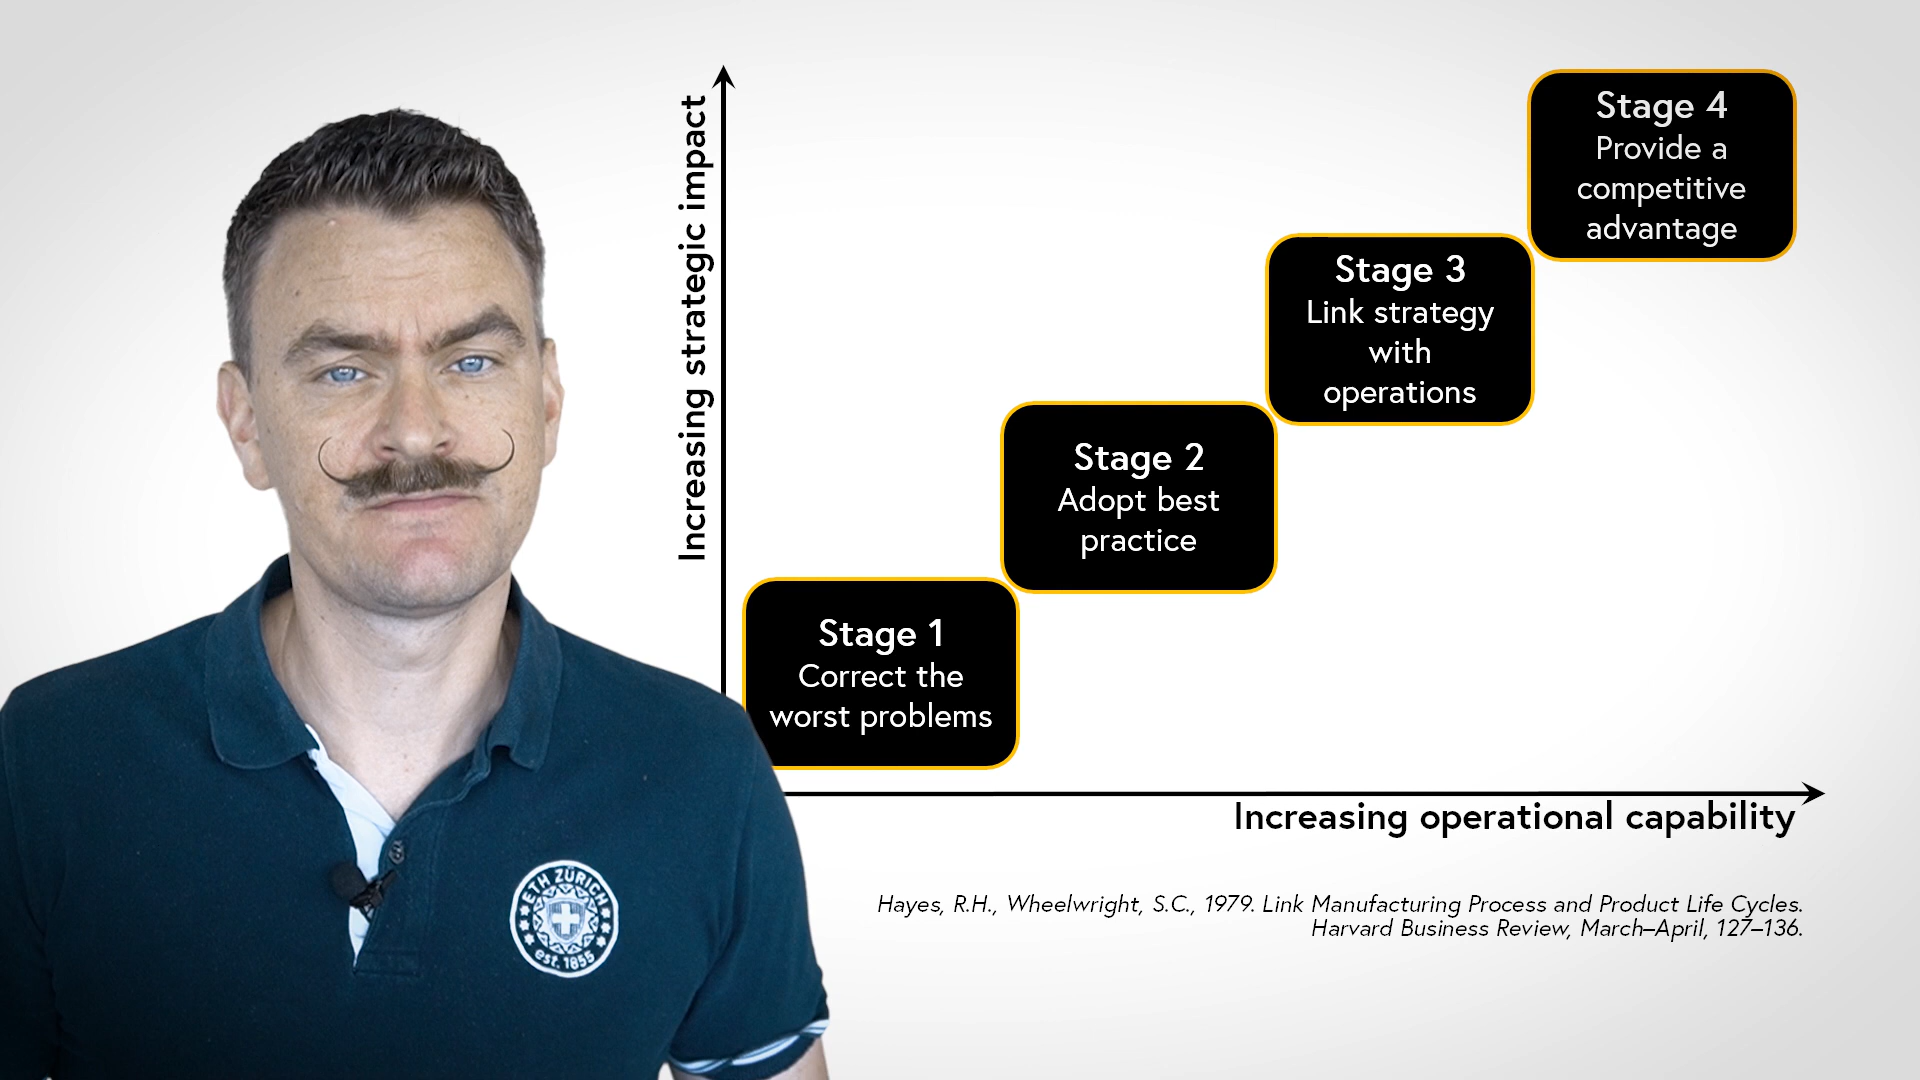 Increasing strategic impact
Stage 4
Provide a
competitive
advantage
Stage 3
Link strategy
with
operations
Stage 2
Adopt best
practice
Stage 1
Correct the
worst problems
Increasing operational capability
Hayes, R.H., Wheelwright, S.C., 1979. Link Manufacturing Process and Product Life Cycles.
Harvard Business Review, March–April, 127–136.
ETH ZÜRICH
est. 1855